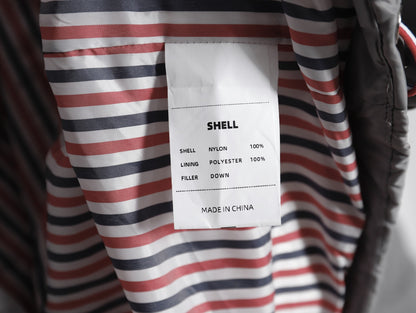 SHELL
SHELL NYLON 100%
LINING POLYESTER 100%
FILLER DOWN
MADE IN CHINA